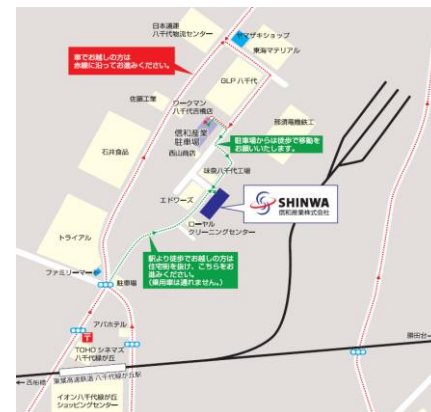 日本通運
八千代物流センター
ヤマザキショップ
東海マテリアル
車でお越しの方は
赤線に沿ってお進みください。
GLP 八千代
佐藤工業
ワークマン
八千代吉橋店
那須電機鉄工
信和産業
駐車場
駐車場からは徒歩で移動を
お願いいたします。
西山商店
石井食品
味泉八千代工場
エドワーズ
SHINWA
信和産業株式会社
ローヤル
クリーニングセンター
トライアル
駅より徒歩でお越しの方は
住宅街を抜け、こちらをお
進みください。
(乗用車は通れません。)
ファミリーマート
駐車場
アパホテル
TOHO シネマズ
八千代緑が丘
勝田台→
←西船橋
東葉高速鉄道 八千代緑が丘駅
イオン八千代緑が丘
ショッピングセンター